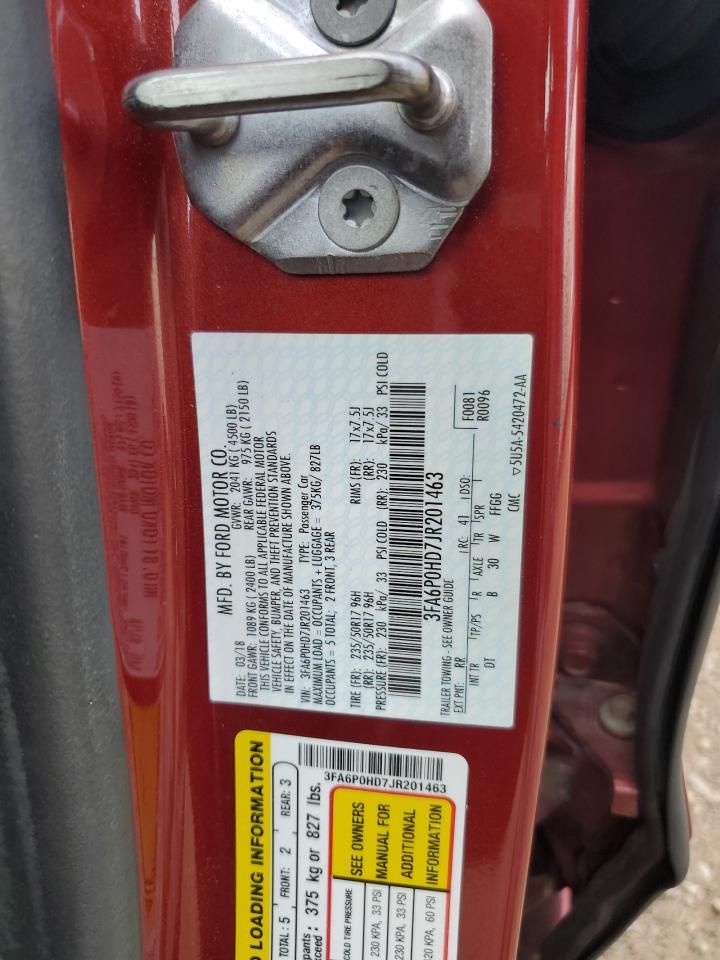 MFD. BY FORD MOTOR CO.
DATE: 03/18 GVWR: 2041 KG ( 4500 LB)
FRONT GAWR: 1089 KG ( 2400 LB) REAR GAWR: 975 KG ( 2150 LB)
THIS VEHICLE CONFORMS TO ALL APPLICABLE FEDERAL MOTOR
VEHICLE SAFETY, BUMPER, AND THEFT PREVENTION STANDARDS
IN EFFECT ON THE DATE OF MANUFACTURE SHOWN ABOVE.
VIN: 3FA6P0HD7JR201463 TYPE: Passenger Car
MAXIMUM LOAD = OCCUPANTS + LUGGAGE = 375KG/ 827LB
OCCUPANTS = 5 TOTAL; 2 FRONT, 3 REAR
TIRE (FR): 235/50R17 96H RIMS (FR): 17x7.5J
(RR): 235/50R17 96H (RR): 17x7.5J
PRESSURE (FR): 230 kPA/ 33 PSI COLD (RR): 230 kPa/ 33 PSI COLD
3FA6P0HD7JR201463
TRAILER TOWING - SEE OWNER GUIDE
F0081
R0096
EXT PNT: RR RC: 41 DSO:
INT TR TP/PS R AXLE TR SPR
DT B 30 W FFGG
CMC ▽5U5A-5420472-AA
LOADING INFORMATION
TOTAL: 5 FRONT: 2 REAR: 3
375 kg or 827 lbs.
3FA6P0HD7JR201463
COLD TIRE PRESSURE
230 KPA, 33 PSI
230 KPA, 33 PSI
20 KPA, 60 PSI
SEE OWNERS
MANUAL FOR
ADDITIONAL
INFORMATION